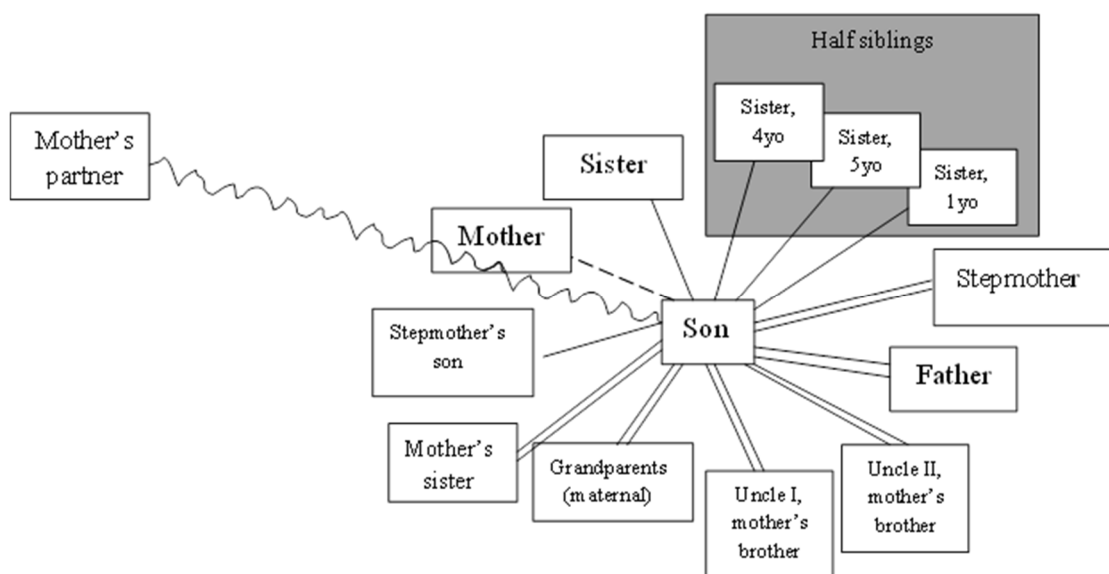 Half siblings
Sister,
4yo
Sister,
5yo
Sister,
1yo
Mother’s
partner
Sister
Mother
Stepmother
Son
Stepmother’s
son
Father
Mother’s
sister
Grandparents
(maternal)
Uncle I,
mother’s
brother
Uncle II,
mother’s
brother